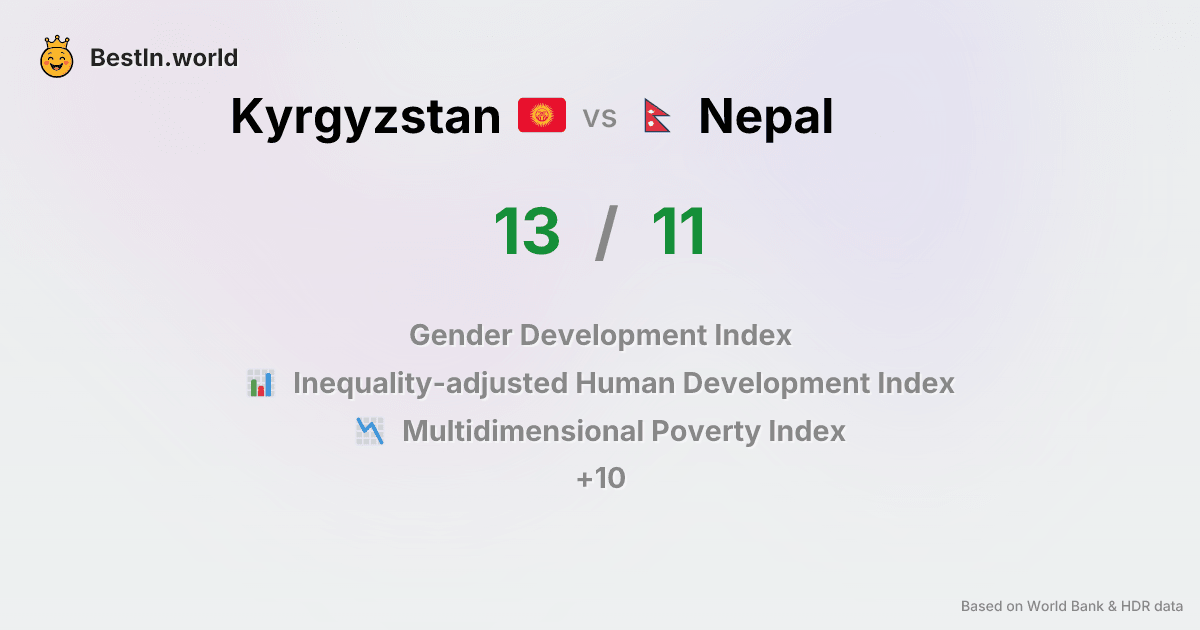 BestIn.world
Kyrgyzstan vs Nepal
13 / 11
Gender Development Index
Inequality-adjusted Human Development Index
Multidimensional Poverty Index
+10
Based on World Bank & HDR data